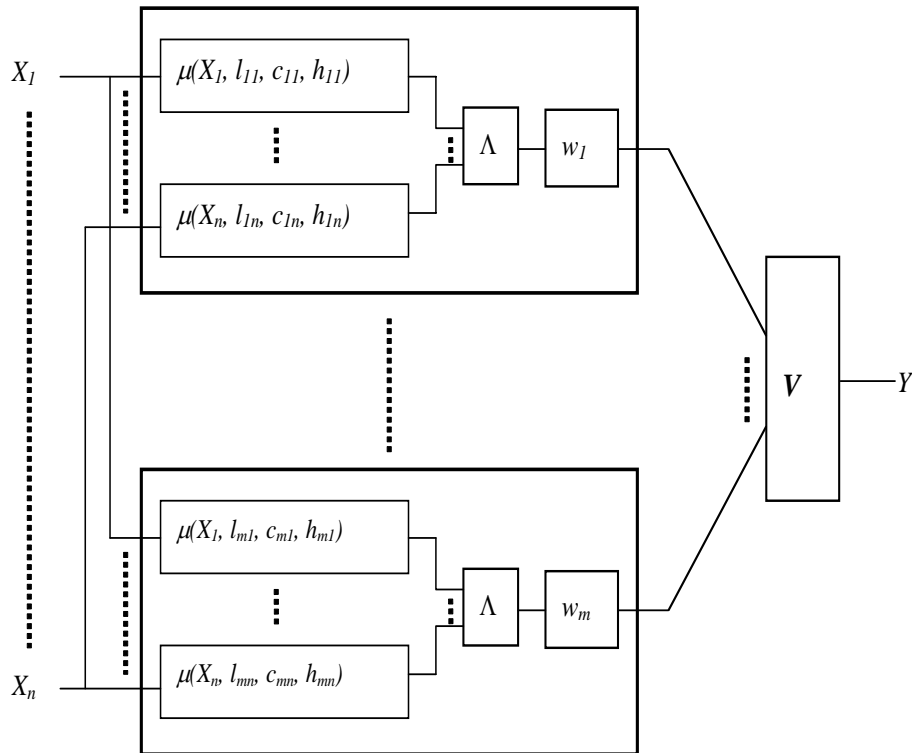 X1
μ(X1, l11, c11, h11)
Λ
w1
μ(Xn, l1n, c1n, h1n)
V
Y
μ(X1, lm1, cm1, hm1)
Λ
wm
μ(Xn, lmn, cmn, hmn)
Xn